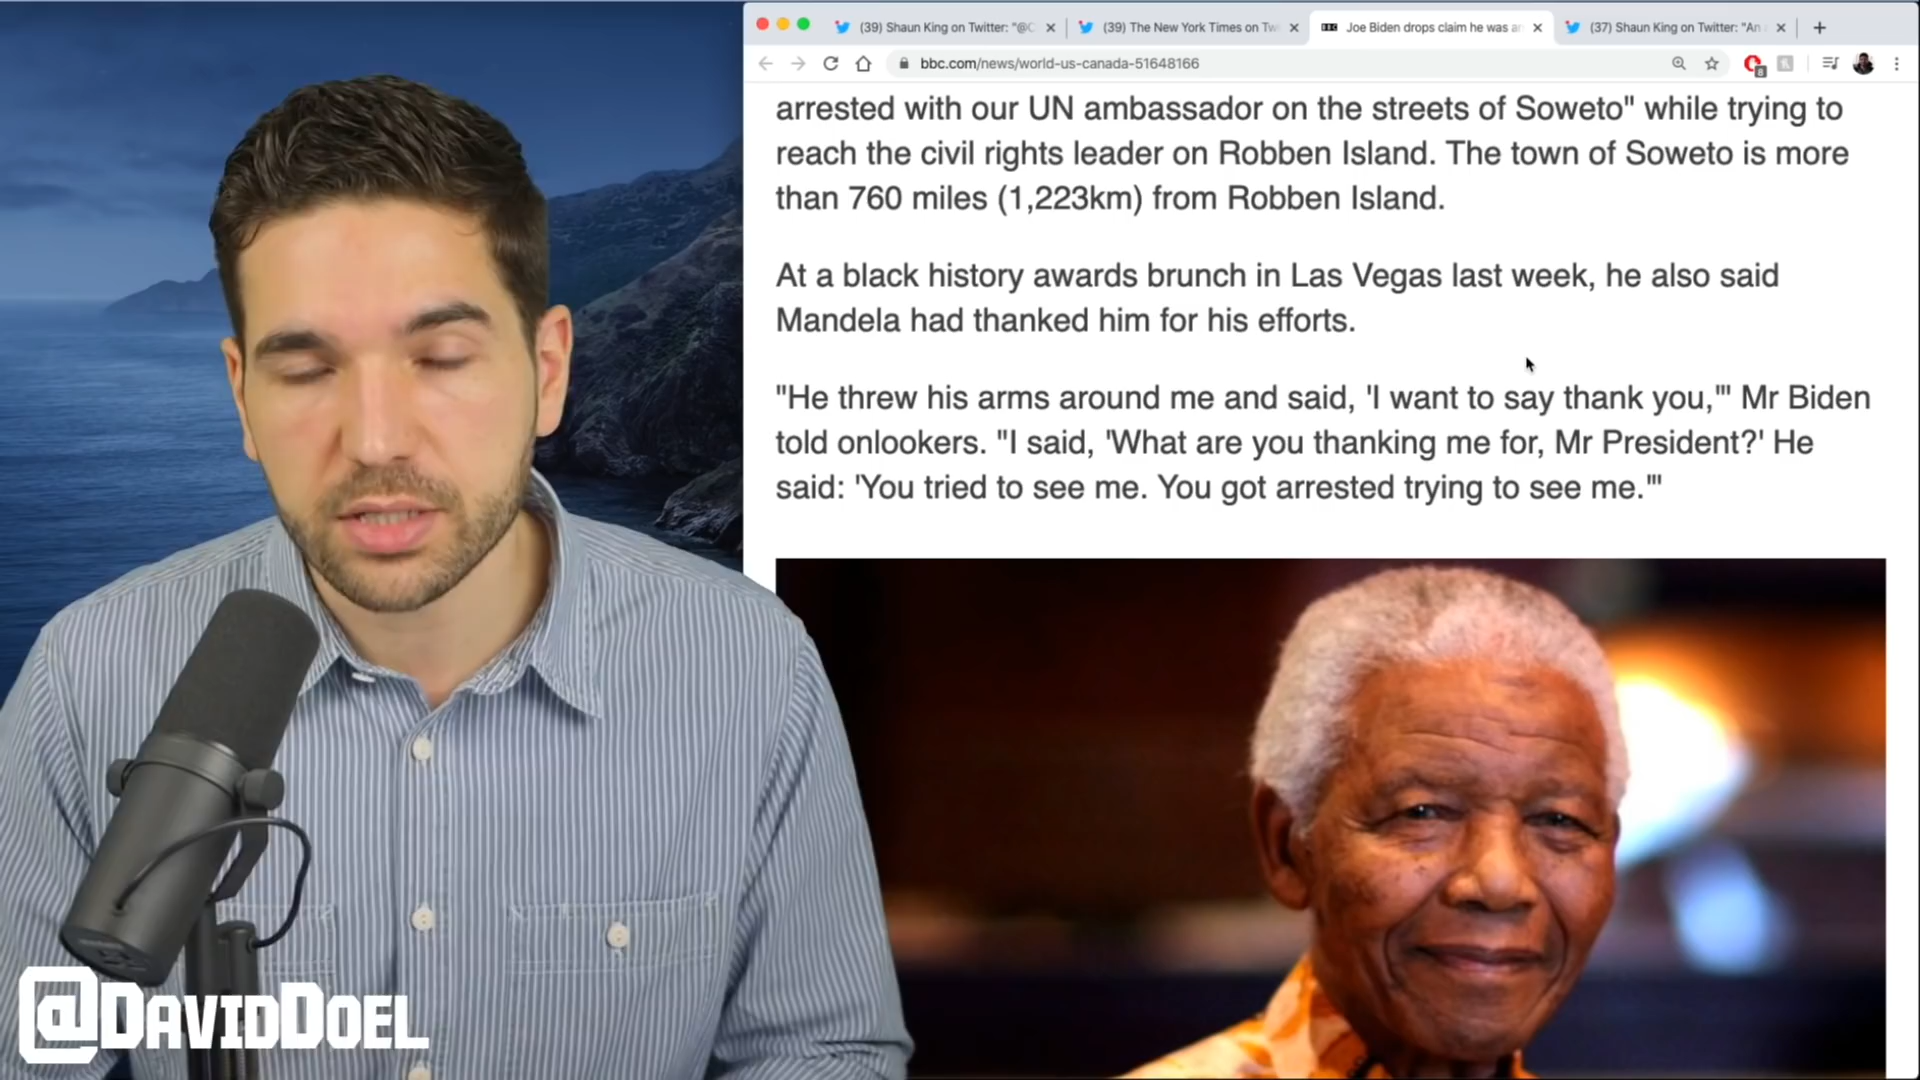 (39) Shaun King on Twitter: "@C
(39) The New York Times on Tw
BBC
Joe Biden drops claim he was ar
(37) Shaun King on Twitter: "An
bbc.com/news/world-us-canada-51648166
8
arrested with our UN ambassador on the streets of Soweto" while trying to
reach the civil rights leader on Robben Island. The town of Soweto is more
than 760 miles (1,223km) from Robben Island.
At a black history awards brunch in Las Vegas last week, he also said
Mandela had thanked him for his efforts.
"He threw his arms around me and said, 'I want to say thank you,'" Mr Biden
told onlookers. "I said, 'What are you thanking me for, Mr President?' He
said: 'You tried to see me. You got arrested trying to see me.'"
@DAVIDDOEL